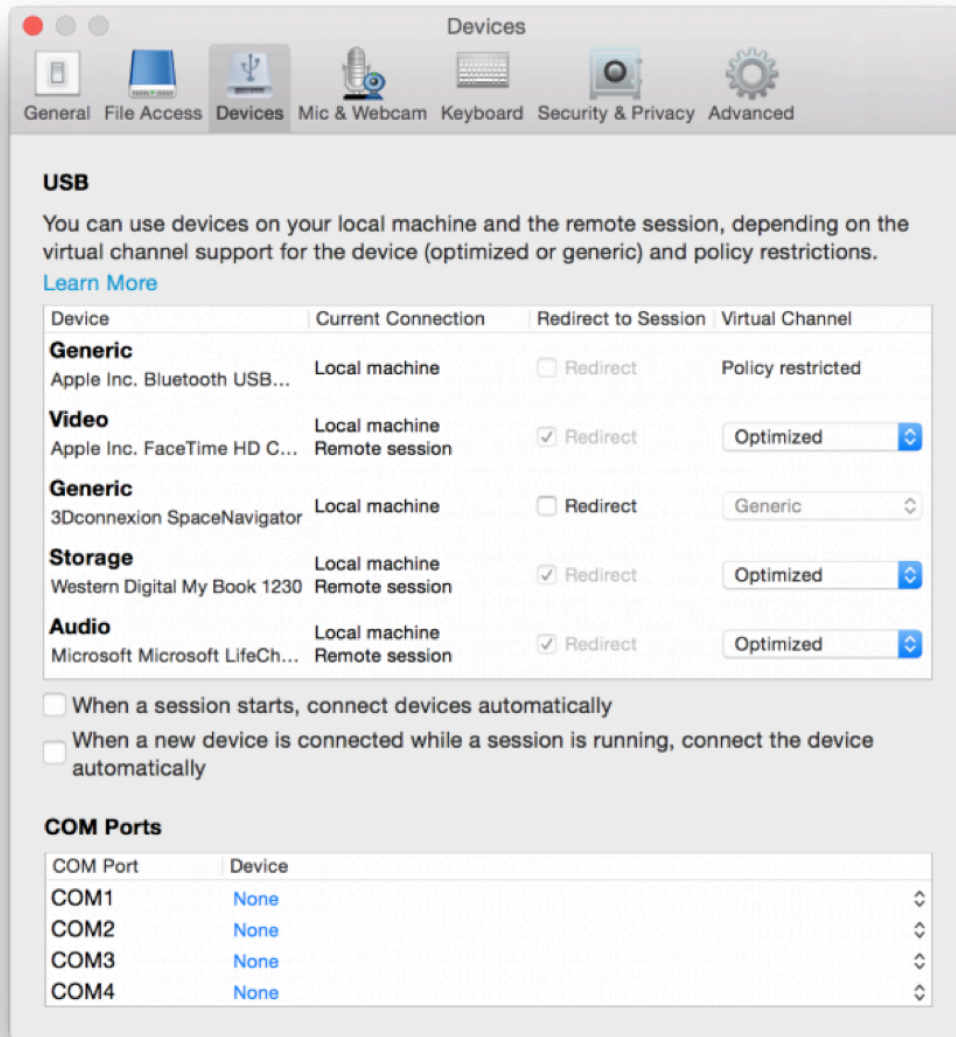 Devices
General File Access Devices Mic & Webcam Keyboard Security & Privacy Advanced
USB
You can use devices on your local machine and the remote session, depending on the
virtual channel support for the device (optimized or generic) and policy restrictions.
Learn More
Device Current Connection Redirect to Session Virtual Channel
Generic
Apple Inc. Bluetooth USB... Local machine Redirect Policy restricted
Video
Apple Inc. FaceTime HD C... Local machine
Remote session Redirect Optimized
Generic
3Dconnexion SpaceNavigator Local machine Redirect Generic
Storage
Western Digital My Book 1230 Local machine
Remote session Redirect Optimized
Audio
Microsoft Microsoft LifeCh... Local machine
Remote session Redirect Optimized
When a session starts, connect devices automatically
When a new device is connected while a session is running, connect the device
automatically
COM Ports
COM Port Device
COM1 None
COM2 None
COM3 None
COM4 None